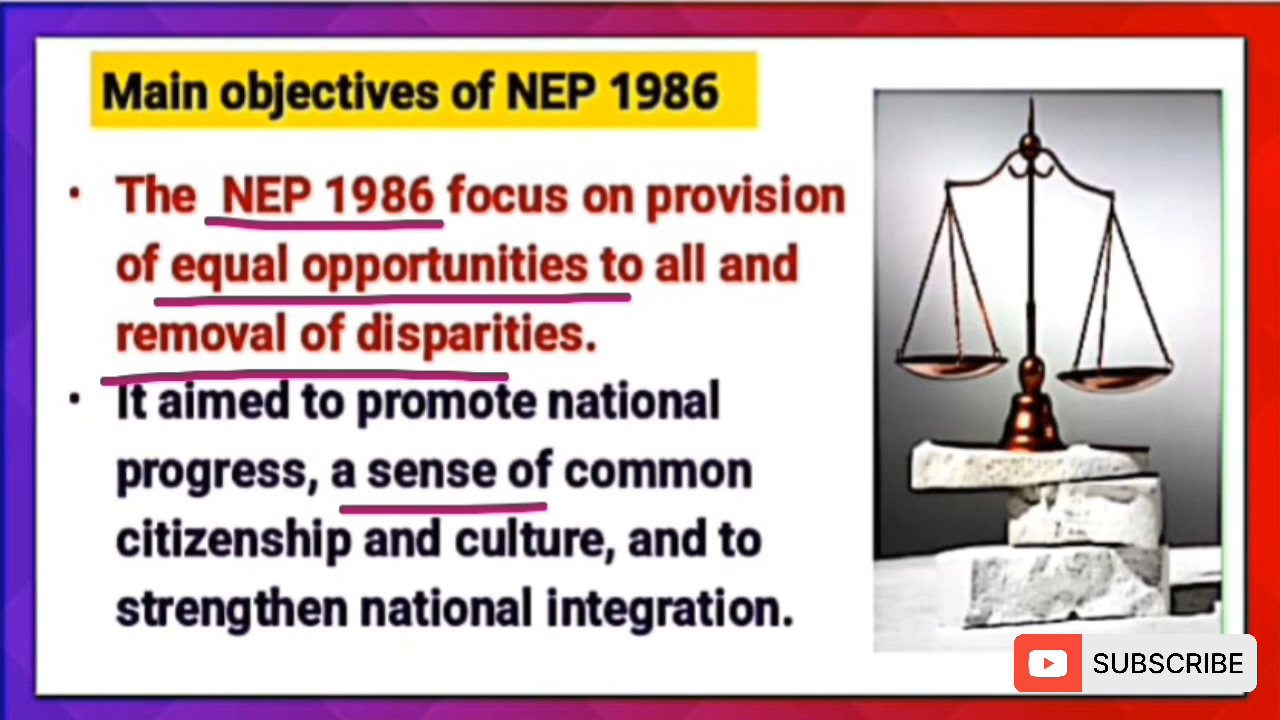 Main objectives of NEP 1986
• The NEP 1986 focus on provision
of equal opportunities to all and
removal of disparities.
• It aimed to promote national
progress, a sense of common
citizenship and culture, and to
strengthen national integration.
SUBSCRIBE